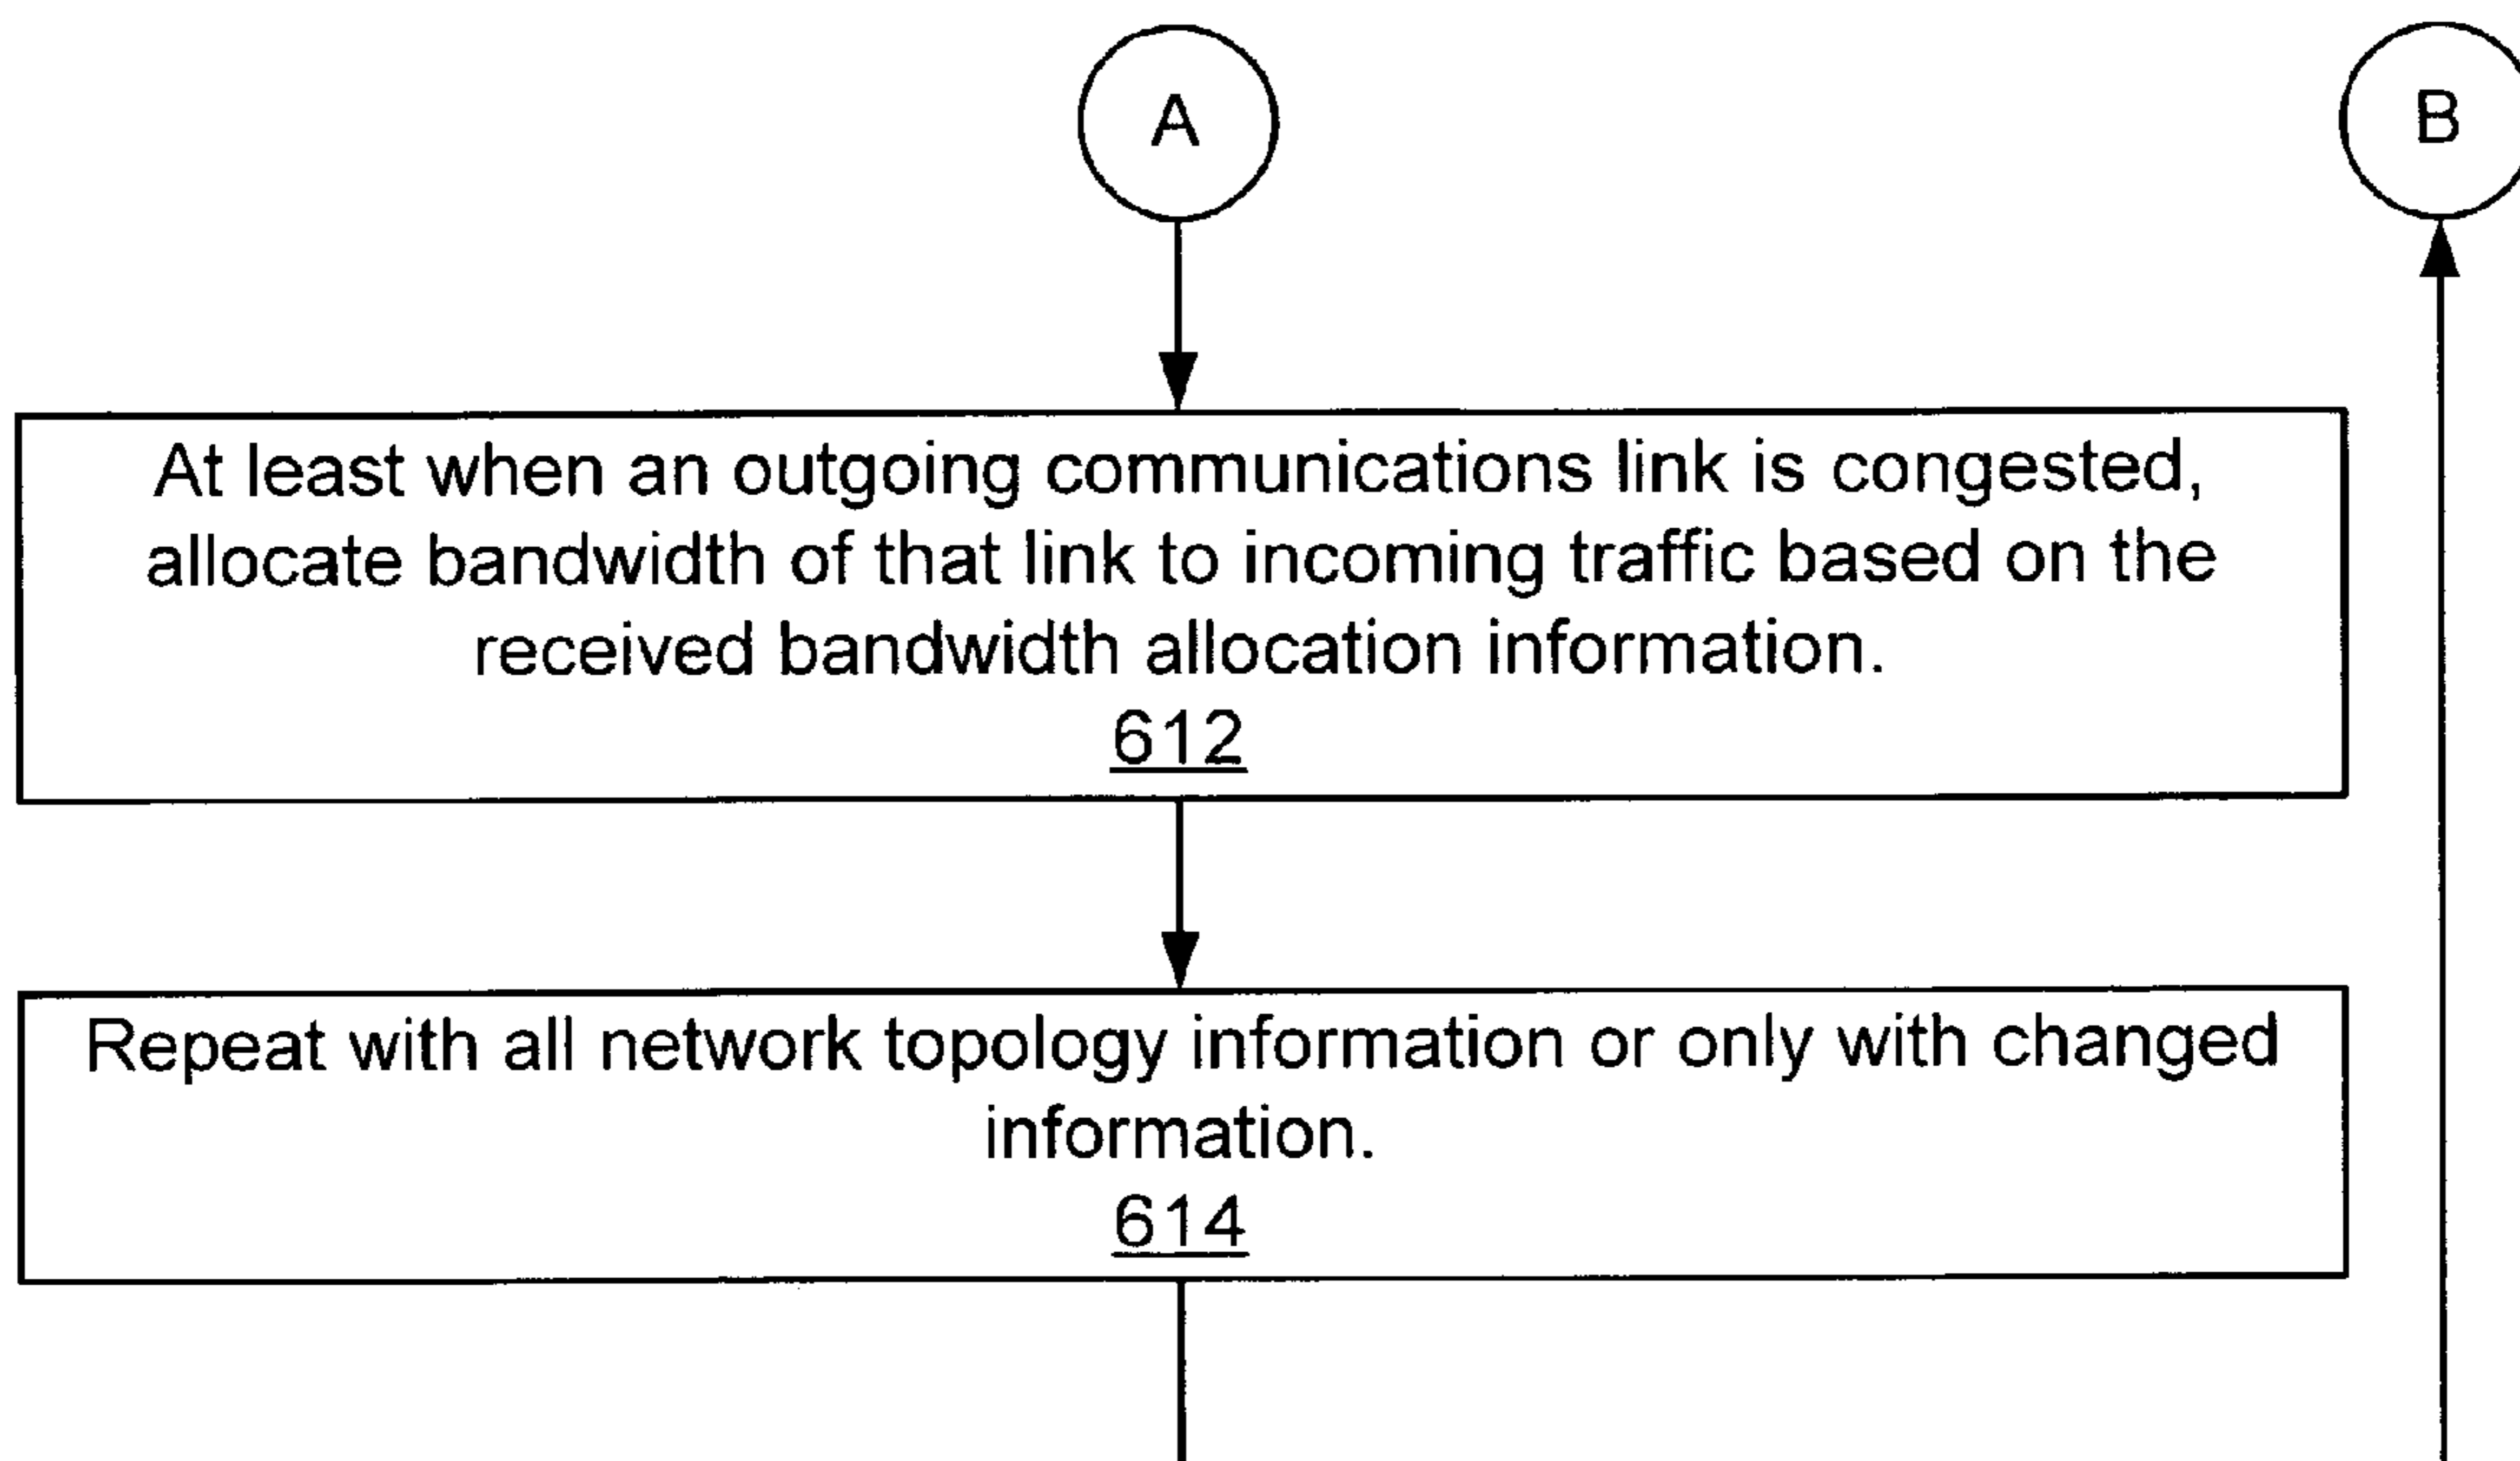 A
B
At least when an outgoing communications link is congested,
allocate bandwidth of that link to incoming traffic based on the
received bandwidth allocation information.
612
Repeat with all network topology information or only with changed
information.
614